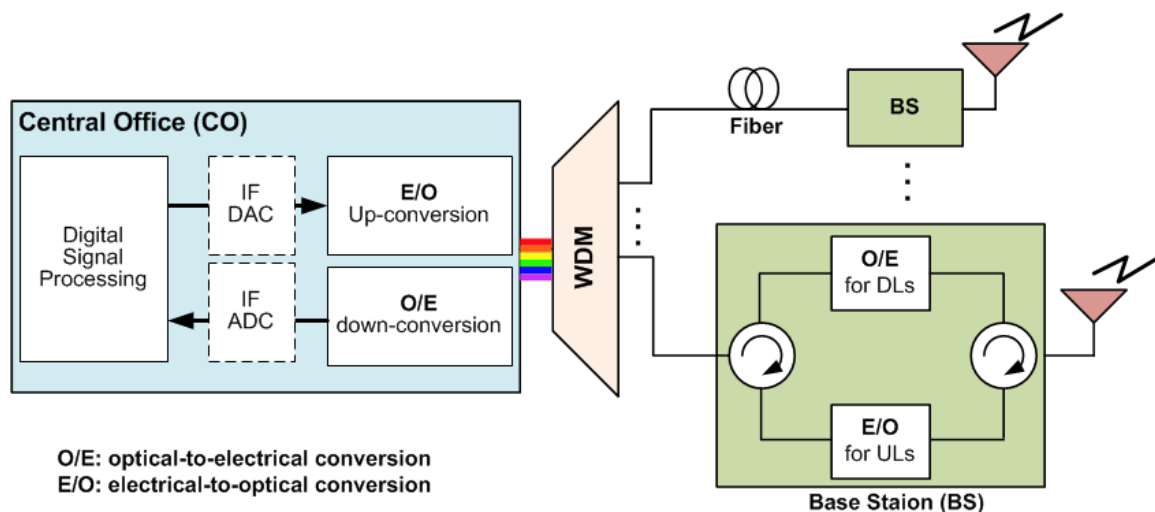 Central Office (CO)
Digital
Signal
Processing
IF
DAC
E/O
Up-conversion
IF
ADC
O/E
down-conversion
WDM
Fiber
BS
O/E
for DLs
E/O
for ULs
Base Staion (BS)
O/E: optical-to-electrical conversion
E/O: electrical-to-optical conversion